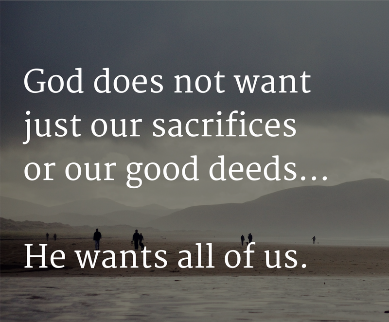 God does not want
just our sacrifices
or our good deeds...
He wants all of us.